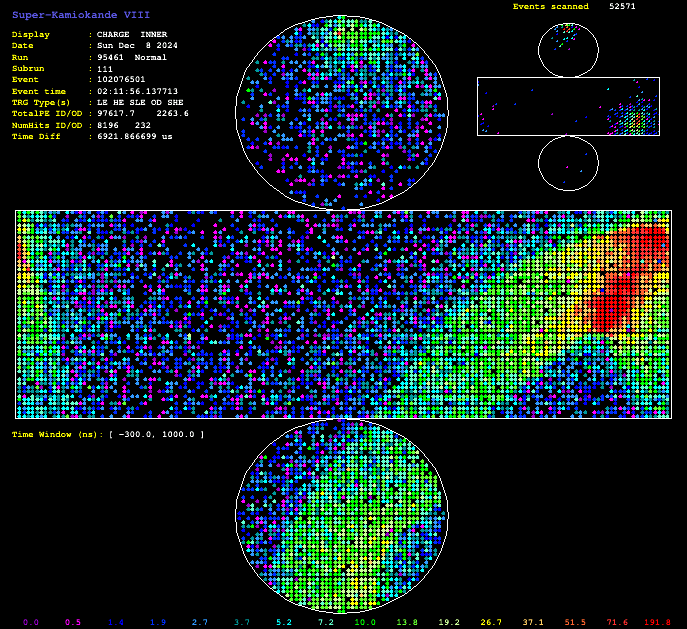 Super-Kamiokande VIII
Events scanned 52571
Display : CHARGE INNER
Date : Sun Dec 8 2024
Run : 95461 Normal
Subrun : 111
Event : 102076501
Event time : 02:11:56.137713
TRG Type(s) : LE HE SLE OD SHE
TotalPE ID/OD : 97617.7 2263.6
NumHits ID/OD : 8196 232
Time Diff : 6921.866699 us
Time Window (ns): [ -300.0, 1000.0 ]
0.0 0.5 1.0 1.9 2.7 3.7 5.2 7.2 10.0 13.8 19.2 26.7 37.1 51.5 71.6 191.8